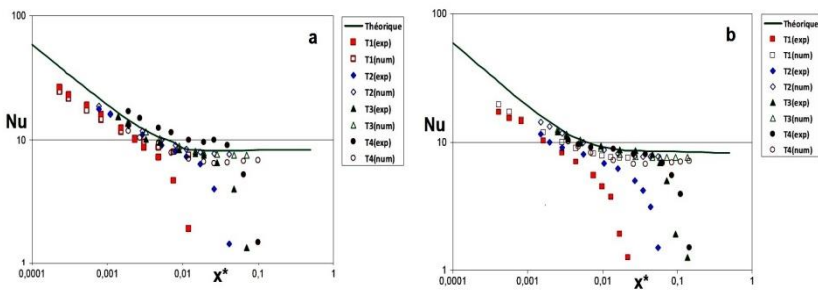 a
Nu
100
10
1
0,0001
0,001
0,01
0,1
1
x*
Théorique
T1(exp)
T1(num)
T2(exp)
T2(num)
T3(exp)
T3(num)
T4(exp)
T4(num)
b
Nu
100
10
1
0,0001
0,001
0,01
0,1
1
x*
Théorique
T1(exp)
T1(num)
T2(exp)
T2(num)
T3(exp)
T3(num)
T4(exp)
T4(num)